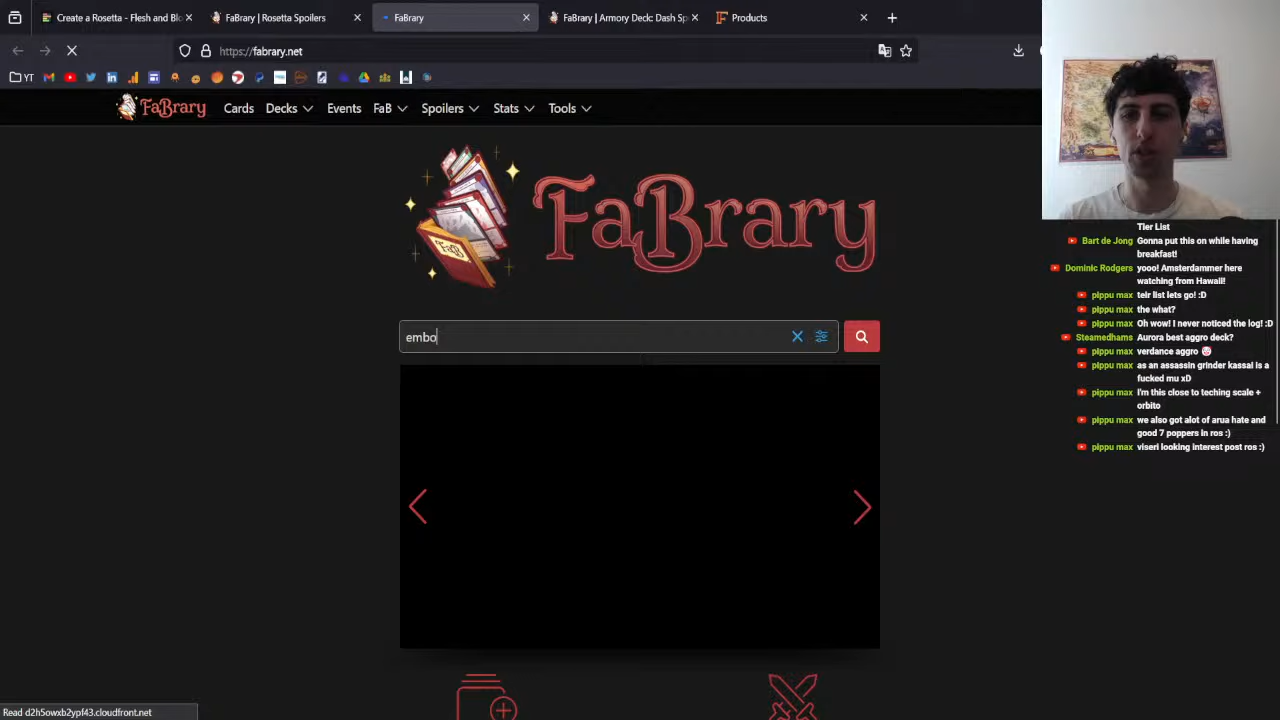 Create a Rosetta - Flesh and Blo
FaBrary | Rosetta Spoilers
FaBrary
FaBrary | Armory Deck: Dash Sp
Products
https://fabrary.net
YT
FaBrary
Cards
Decks
Events
FaB
Spoilers
Stats
Tools
FaB
FaBrary
embo
Tier List
Bart de Jong Gonna put this on while having
breakfast!
Dominic Rodgers yooo! Amsterdammer here
watching from Hawaii!
pippu max teir list lets go! :D
pippu max the what?
pippu max Oh wow! I never noticed the log! :D
Steamedhams Aurora best aggro deck?
pippu max verdance aggro
pippu max as an assassin grinder kassai is a
fucked mu xD
pippu max I'm this close to teching scale +
orbito
pippu max we also got alot of arua hate and
good 7 poppers in ros :)
pippu max viseri looking interest post ros :)
Read d2h5owxb2ypf43.cloudfront.net